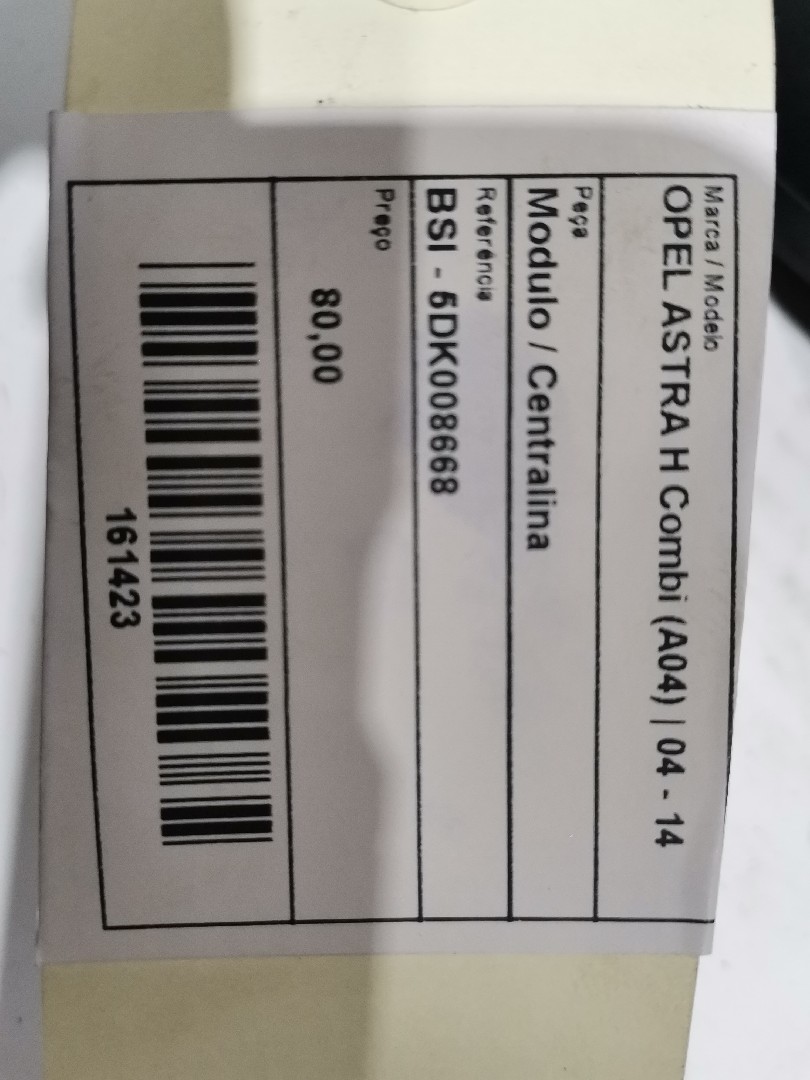 Marca / Modelo
OPEL ASTRA H Combi (A04) | 04 - 14
Peça
Modulo / Centralina
Referência
BSI - 5DK008668
Preço
80,00
161423